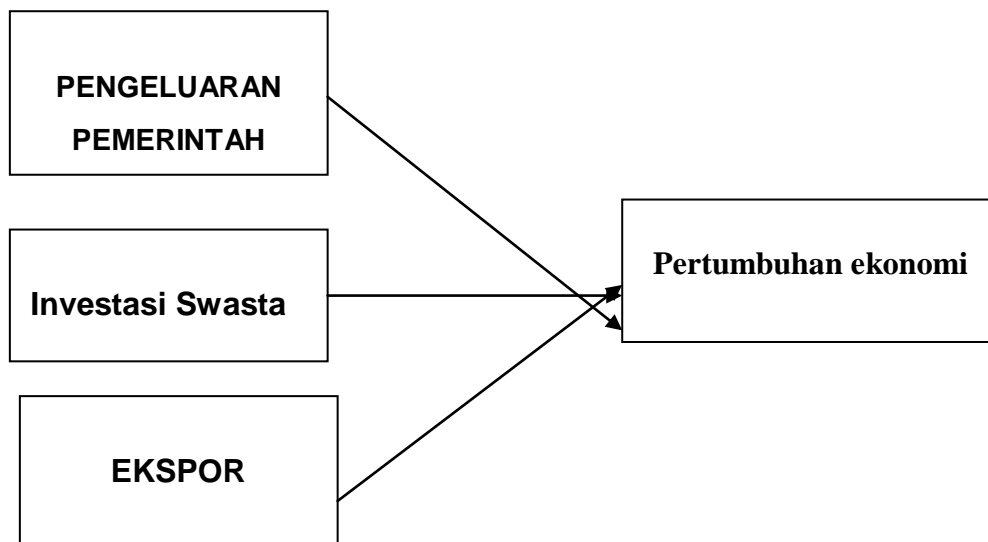 PENGELUARAN
PEMERINTAH
Investasi Swasta
EKSPOR
Pertumbuhan ekonomi